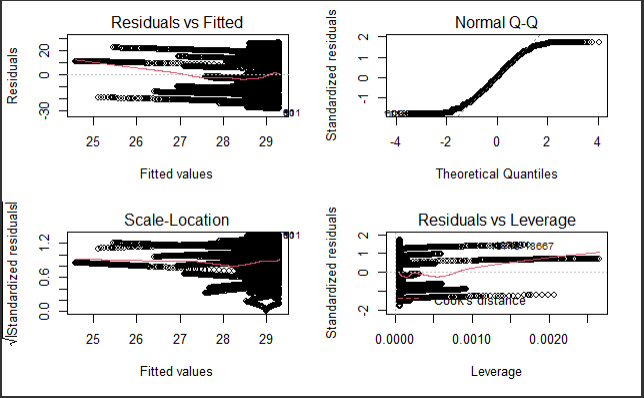 Residuals vs Fitted
Residuals
-30
0
20
25
26
27
28
29
Fitted values
Normal Q-Q
Standardized residuals
-1
0
1
2
-4
-2
0
2
4
Theoretical Quantiles
Scale-Location
√|Standardized residuals|
0.0
0.6
1.2
25
26
27
28
29
Fitted values
Residuals vs Leverage
Standardized residuals
-2
0
1
2
Cook's distance
0.0000
0.0010
0.0020
Leverage